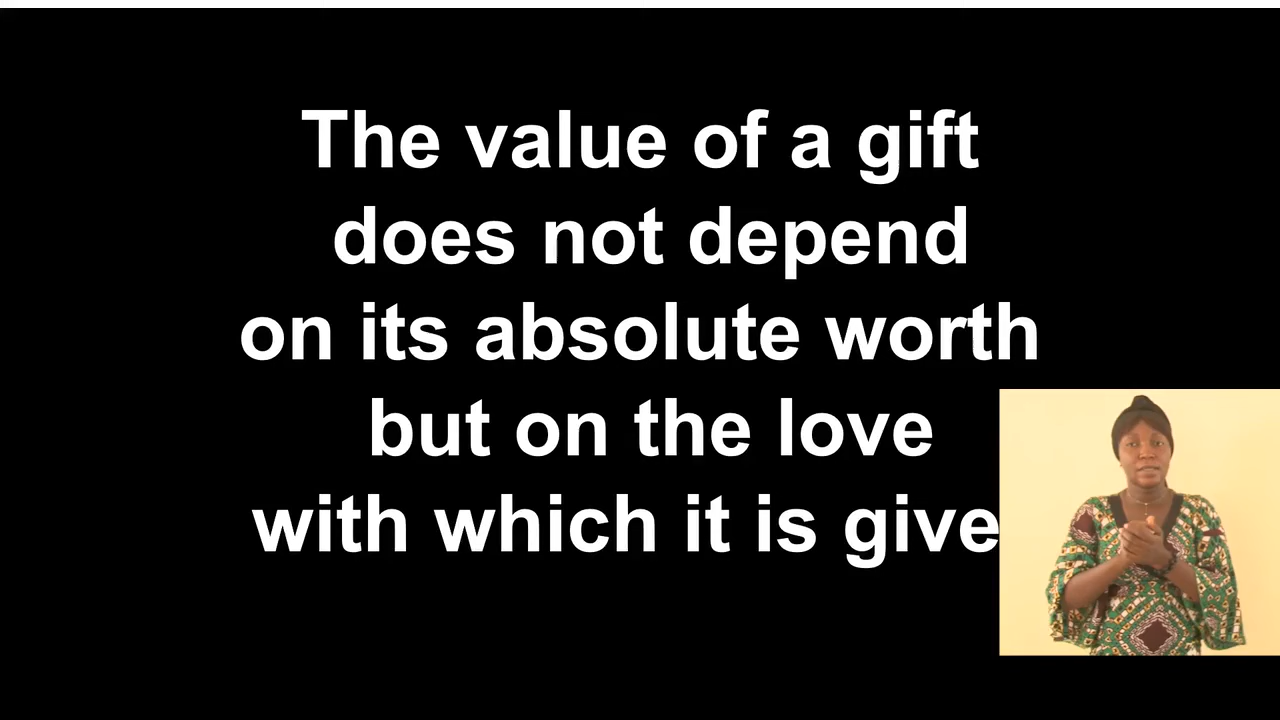 The value of a gift
does not depend
on its absolute worth
but on the love
with which it is give